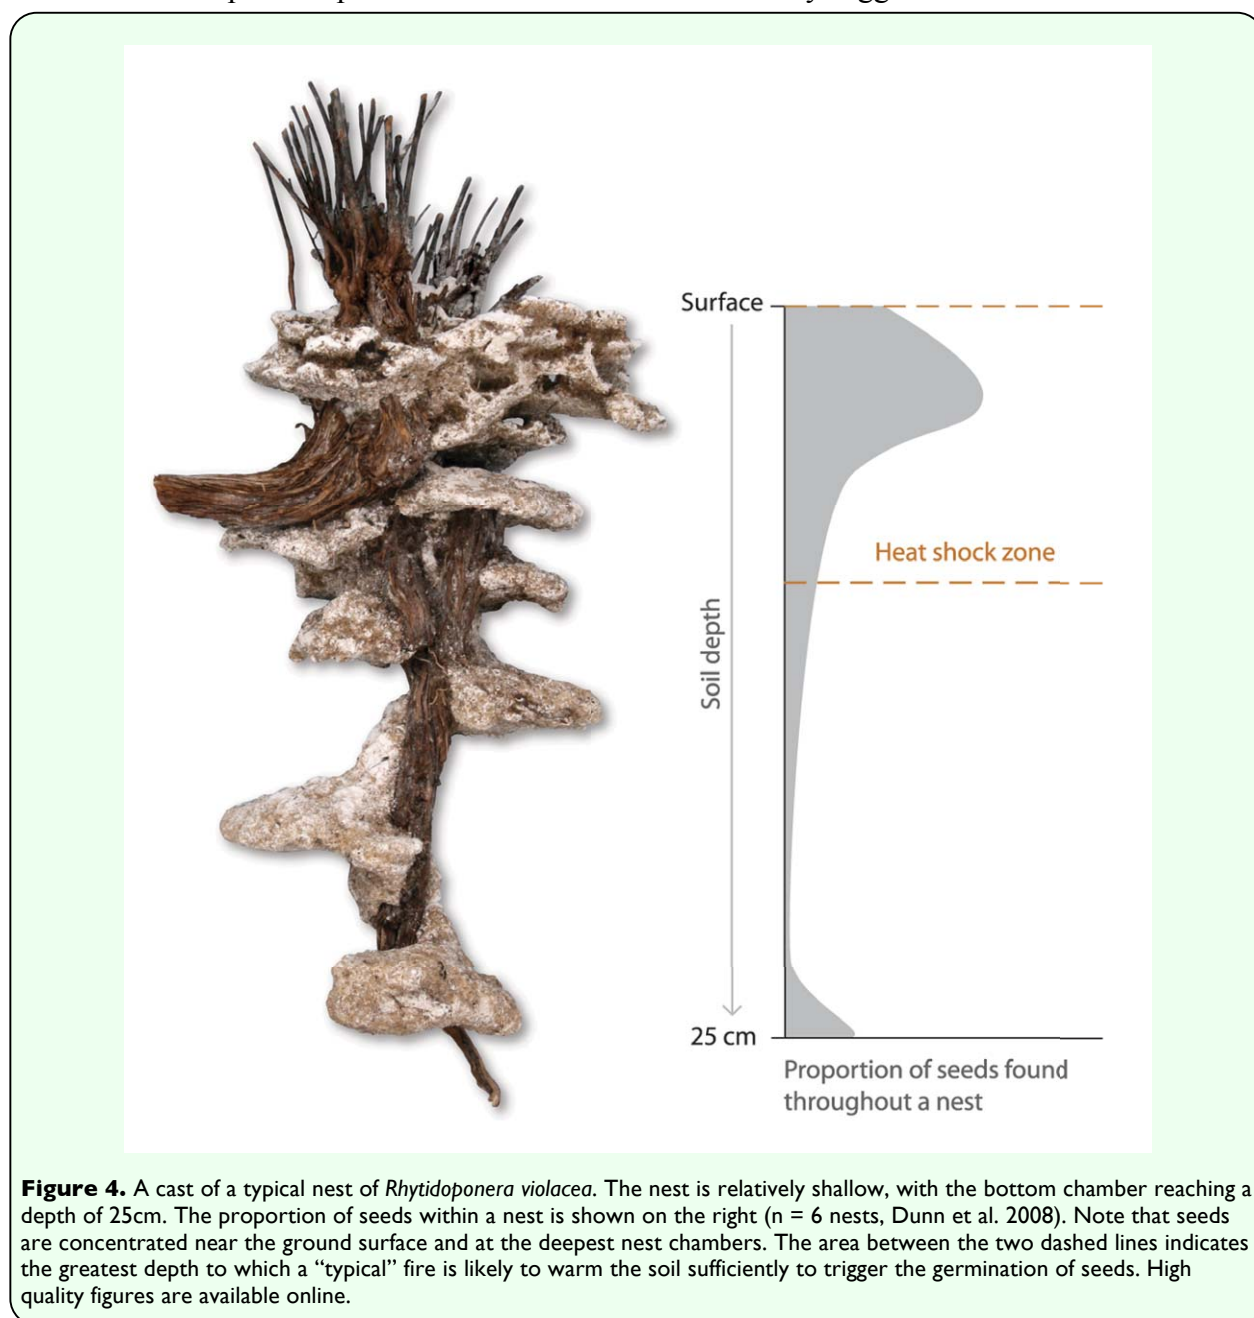 Surface
Heat shock zone
Soil depth
25 cm
Proportion of seeds found
throughout a nest
Figure 4. A cast of a typical nest of Rhytidoponera violacea. The nest is relatively shallow, with the bottom chamber reaching a
depth of 25cm. The proportion of seeds within a nest is shown on the right (n = 6 nests, Dunn et al. 2008). Note that seeds
are concentrated near the ground surface and at the deepest nest chambers. The area between the two dashed lines indicates
the greatest depth to which a “typical” fire is likely to warm the soil sufficiently to trigger the germination of seeds. High
quality figures are available online.